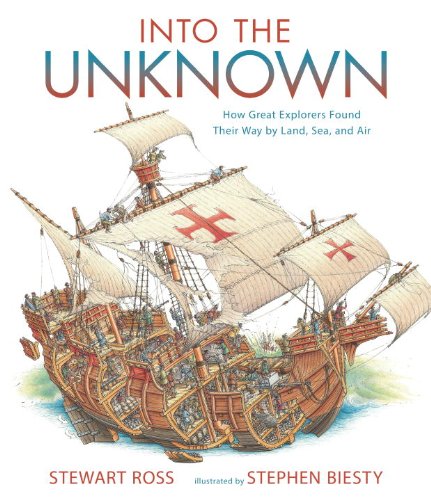 INTO THE
UNKNOWN
How Great Explorers Found
Their Way by Land, Sea, and Air
STEWART ROSS illustrated by STEPHEN BIESTY